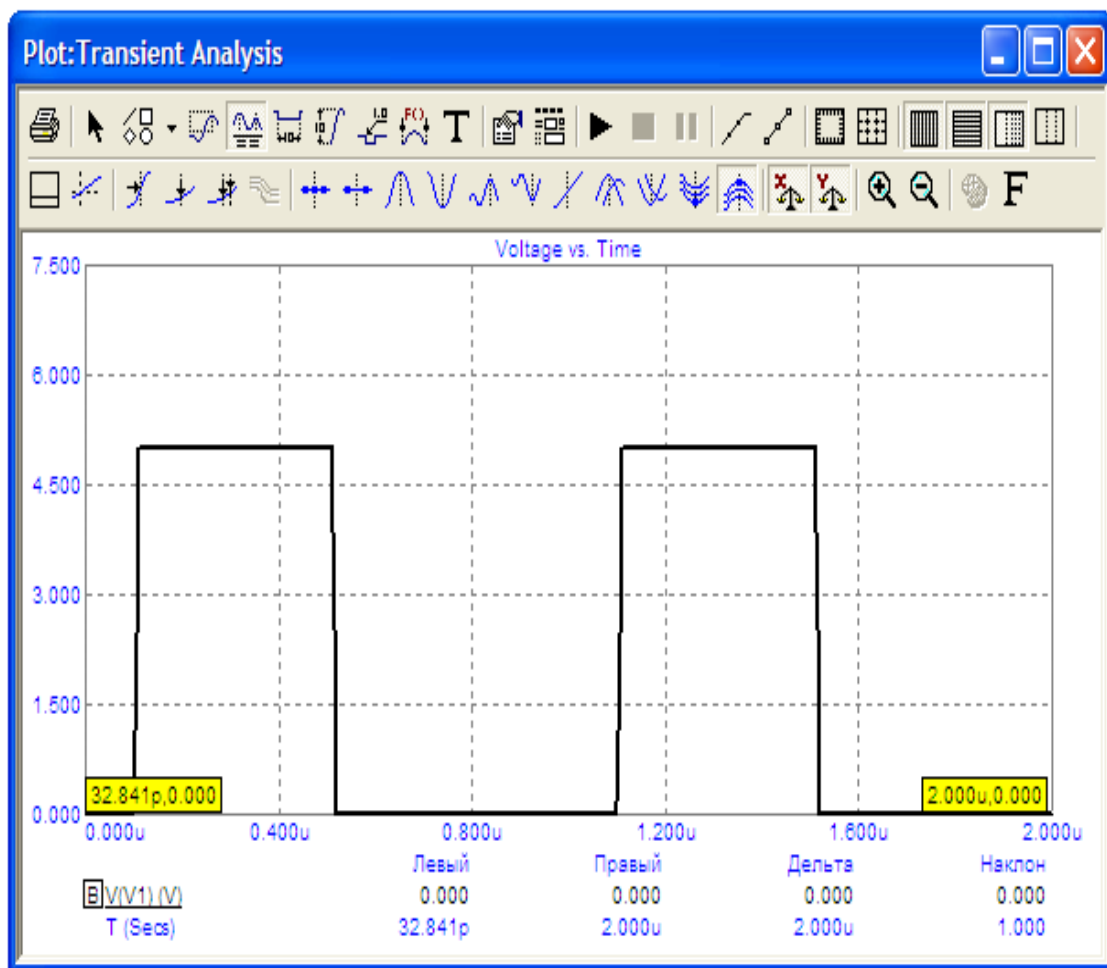 Plot:Transient Analysis
T
F
Voltage vs. Time
7.500
6.000
4.500
3.000
1.500
0.000
32.841p,0.000
2.000u,0.000
0.000u 0.400u 0.800u 1.200u 1.600u 2.000u
Левый Правый Дельта Наклон
B V(V1) (V) 0.000 0.000 0.000 0.000
T (Secs) 32.841p 2.000u 2.000u 1.000